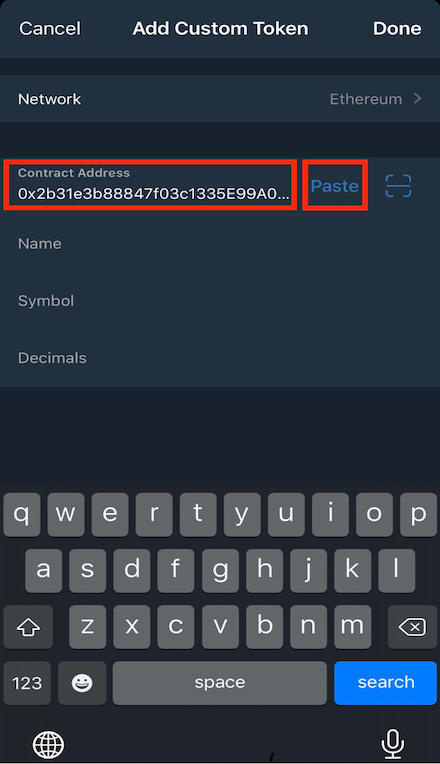 Cancel Add Custom Token Done
Network Ethereum >
Contract Address
0x2b31e3b88847f03c1335E99A0... Paste
Name
Symbol
Decimals
q w e r t y u i o p
a s d f g h j k l
z x c v b n m
123 space search